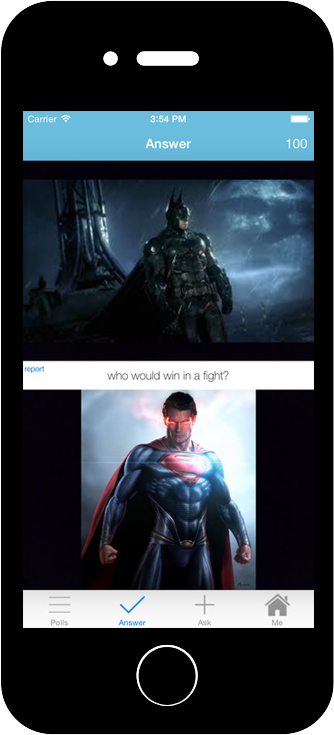 Carrier 3:54 PM
Answer 100
report
who would win in a fight?
Polls Answer Ask Me